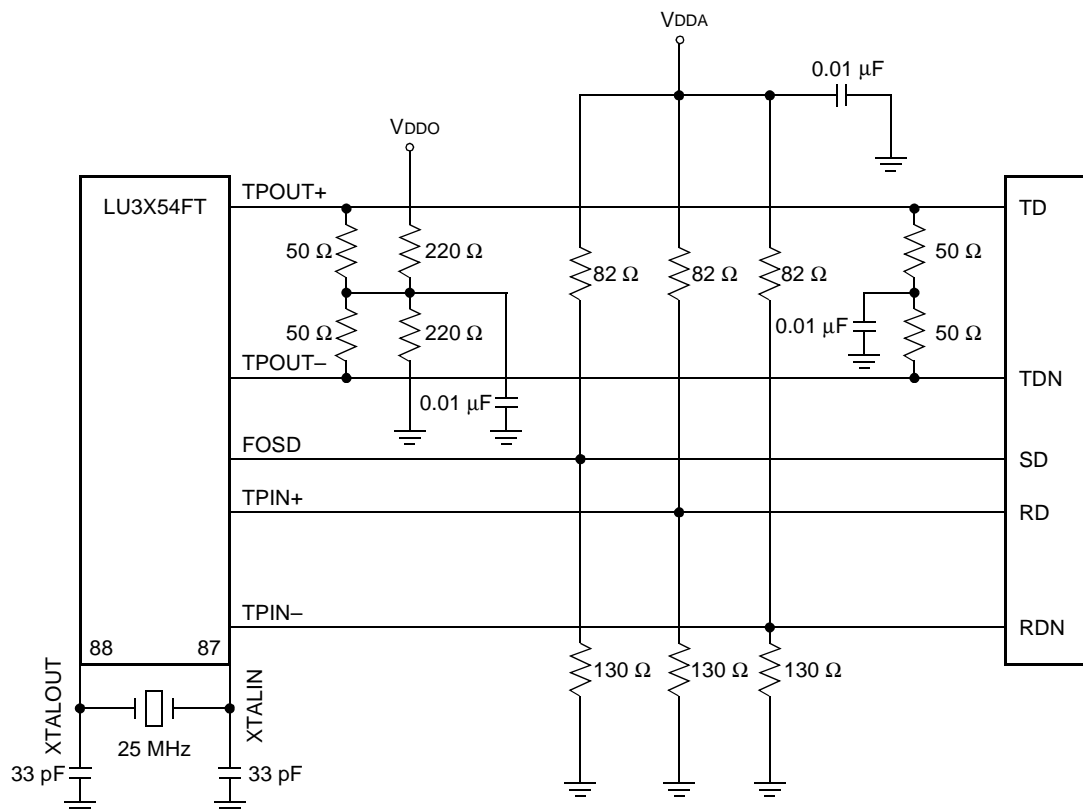 VDDA
0.01 μF
VDDO
LU3X54FT
TPOUT+
TD
50 Ω
220 Ω
82 Ω
82 Ω
82 Ω
50 Ω
50 Ω
220 Ω
0.01 μF
50 Ω
TPOUT–
TDN
0.01 μF
FOSD
SD
TPIN+
RD
TPIN–
RDN
88
87
130 Ω
130 Ω
130 Ω
XTALOUT
XTALIN
25 MHz
33 pF
33 pF